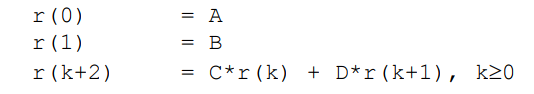 r(0) = A
r(1) = B
r(k+2) = C*r(k) + D*r(k+1), k≥0